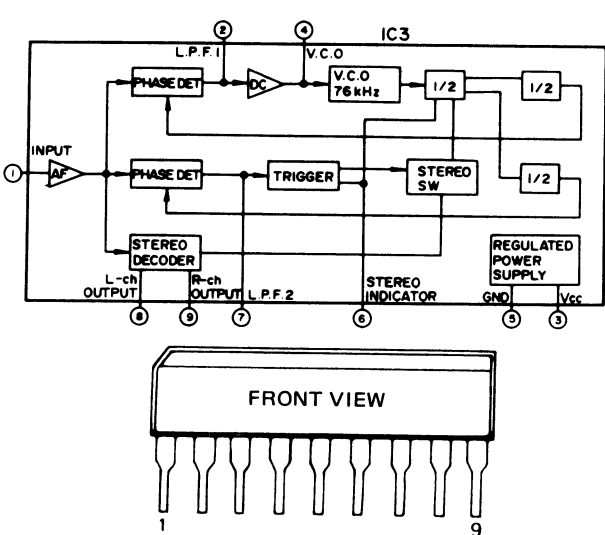 ② ④ IC3
L.P.F.1 V.C.O
PHASE DET DC V.C.O 76kHz 1/2 1/2
INPUT
① AF PHASE DET TRIGGER STEREO SW 1/2
STEREO DECODER REGULATED POWER SUPPLY
L-ch OUTPUT R-ch OUTPUT L.P.F.2 STEREO INDICATOR GND Vcc
⑧ ⑨ ⑦ ⑥ ⑤ ③
FRONT VIEW
1 9